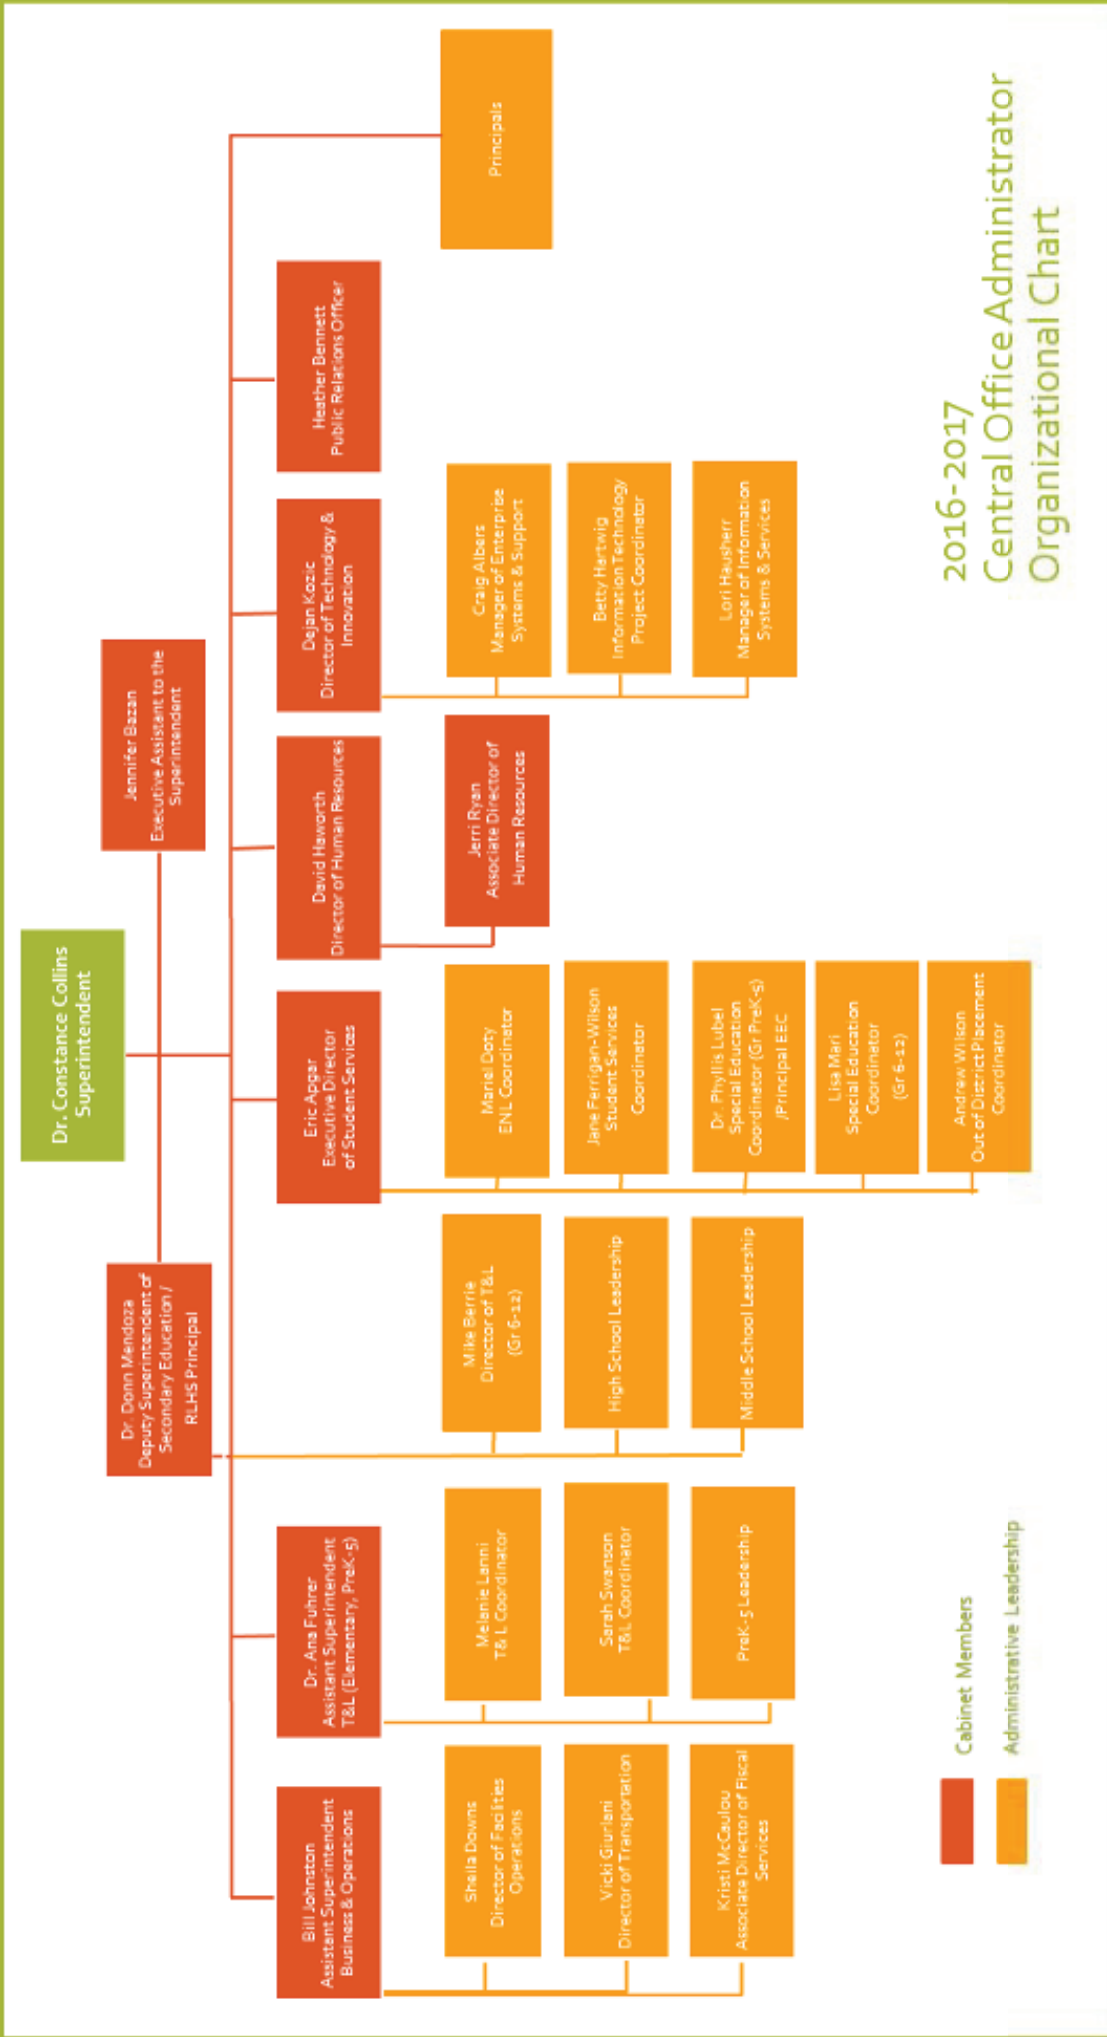 Dr. Constance Collins
Superintendent
Dr. Donn Mendoza
Deputy Superintendent of
Secondary Education /
RLHS Principal
Jennifer Bazan
Executive Assistant to the
Superintendent
Bill Johnston
Assistant Superintendent
Business & Operations
Dr. Ana Fuhrer
Assistant Superintendent
T&L (Elementary, PreK-5)
Eric Apgar
Executive Director
of Student Services
David Haworth
Director of Human Resources
Dejan Kozic
Director of Technology &
Innovation
Heather Bennett
Public Relations Officer
Principals
Sheila Downs
Director of Facilities
Operations
Vicki Giurlani
Director of Transportation
Kristi McCaulou
Associate Director of Fiscal
Services
Melanie Lanni
T& L Coordinator
Sarah Swanson
T&L Coordinator
PreK-5 Leadership
Mike Berrie
Director of T&L
(Gr 6-12)
High School Leadership
Middle School Leadership
Mariel Doty
ENL Coordinator
Jane Ferrigan-Wilson
Student Services
Coordinator
Dr. Phyllis Lubel
Special Education
Coordinator (Gr PreK-5)
/Principal EEC
Lisa Mari
Special Education
Coordinator
(Gr 6-12)
Andrew Wilson
Out of District Placement
Coordinator
Jerri Ryan
Associate Director of
Human Resources
Craig Albers
Manager of Enterprise
Systems & Support
Betty Hartwig
Information Technology
Project Coordinator
Lori Hausherr
Manager of Information
Systems & Services
Cabinet Members
Administrative Leadership
2016-2017
Central Office Administrator
Organizational Chart